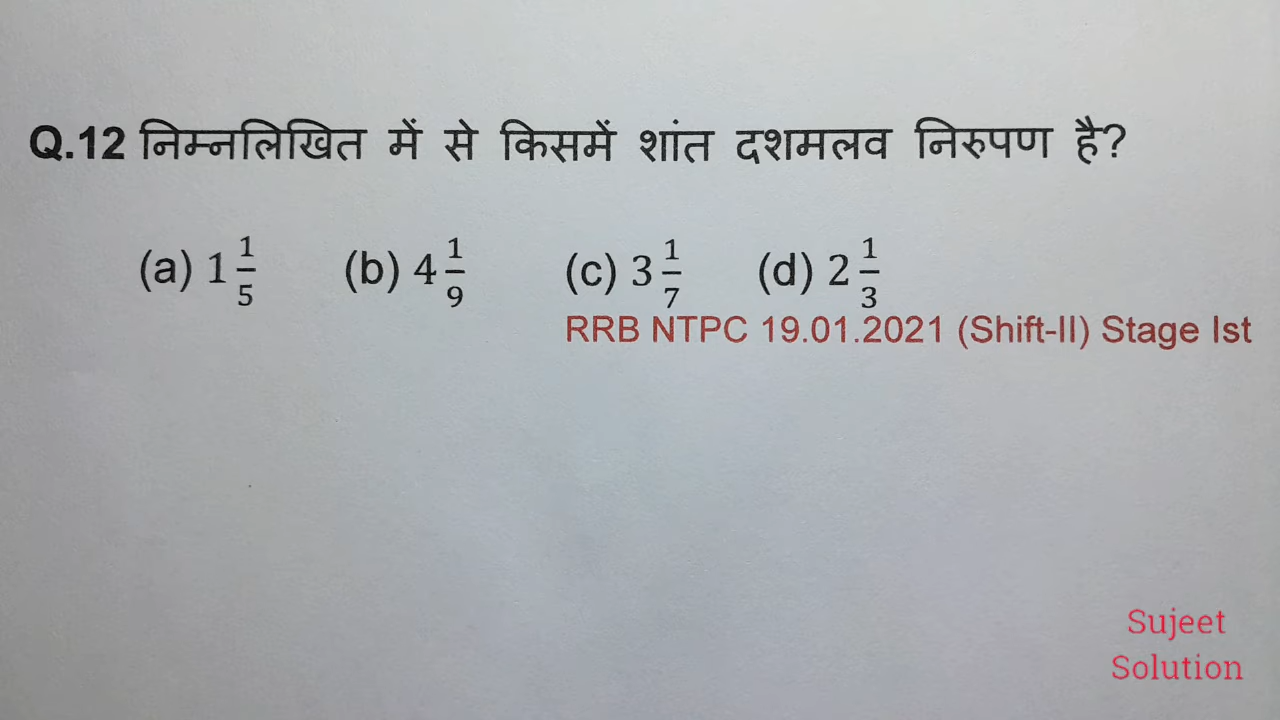 Q.12 निम्नलिखित में से किसमें शांत दशमलव निरुपण है?
(a) 1 1/5 (b) 4 1/9 (c) 3 1/7 (d) 2 1/3
RRB NTPC 19.01.2021 (Shift-II) Stage Ist
Sujeet
Solution